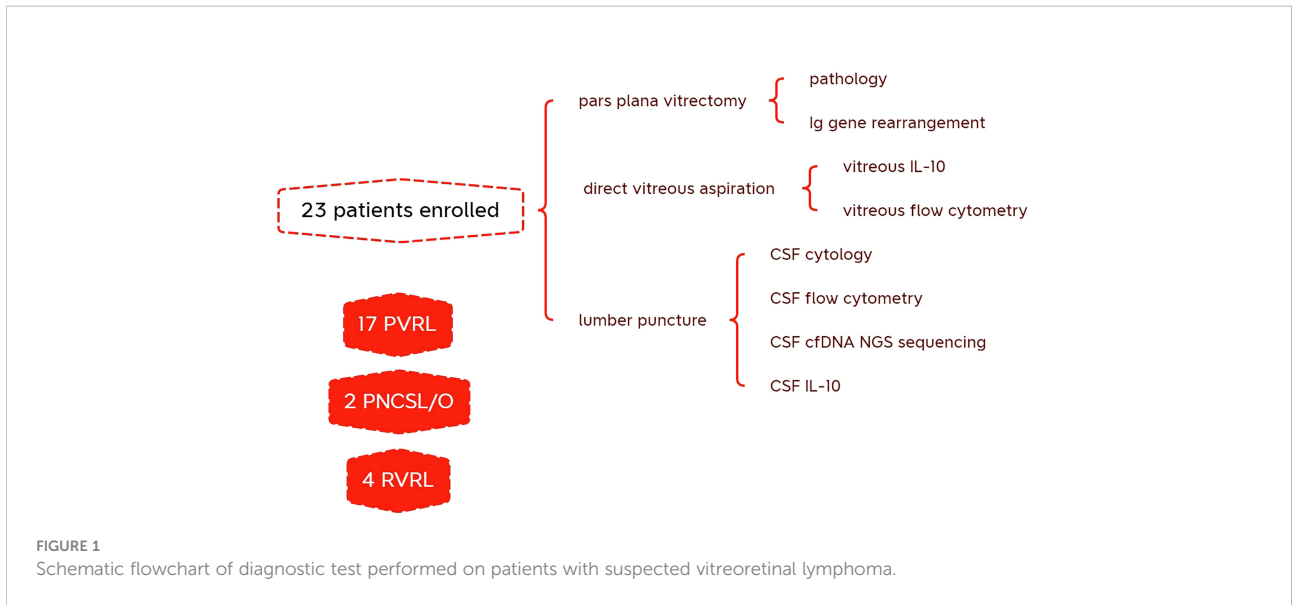 pathology
pars plana vitrectomy
Ig gene rearrangement
vitreous IL-10
direct vitreous aspiration
vitreous flow cytometry
23 patients enrolled
CSF cytology
CSF flow cytometry
lumber puncture
CSF cfDNA NGS sequencing
CSF IL-10
17 PVRL
2 PNCSL/O
4 RVRL
FIGURE 1
Schematic flowchart of diagnostic test performed on patients with suspected vitreoretinal lymphoma.